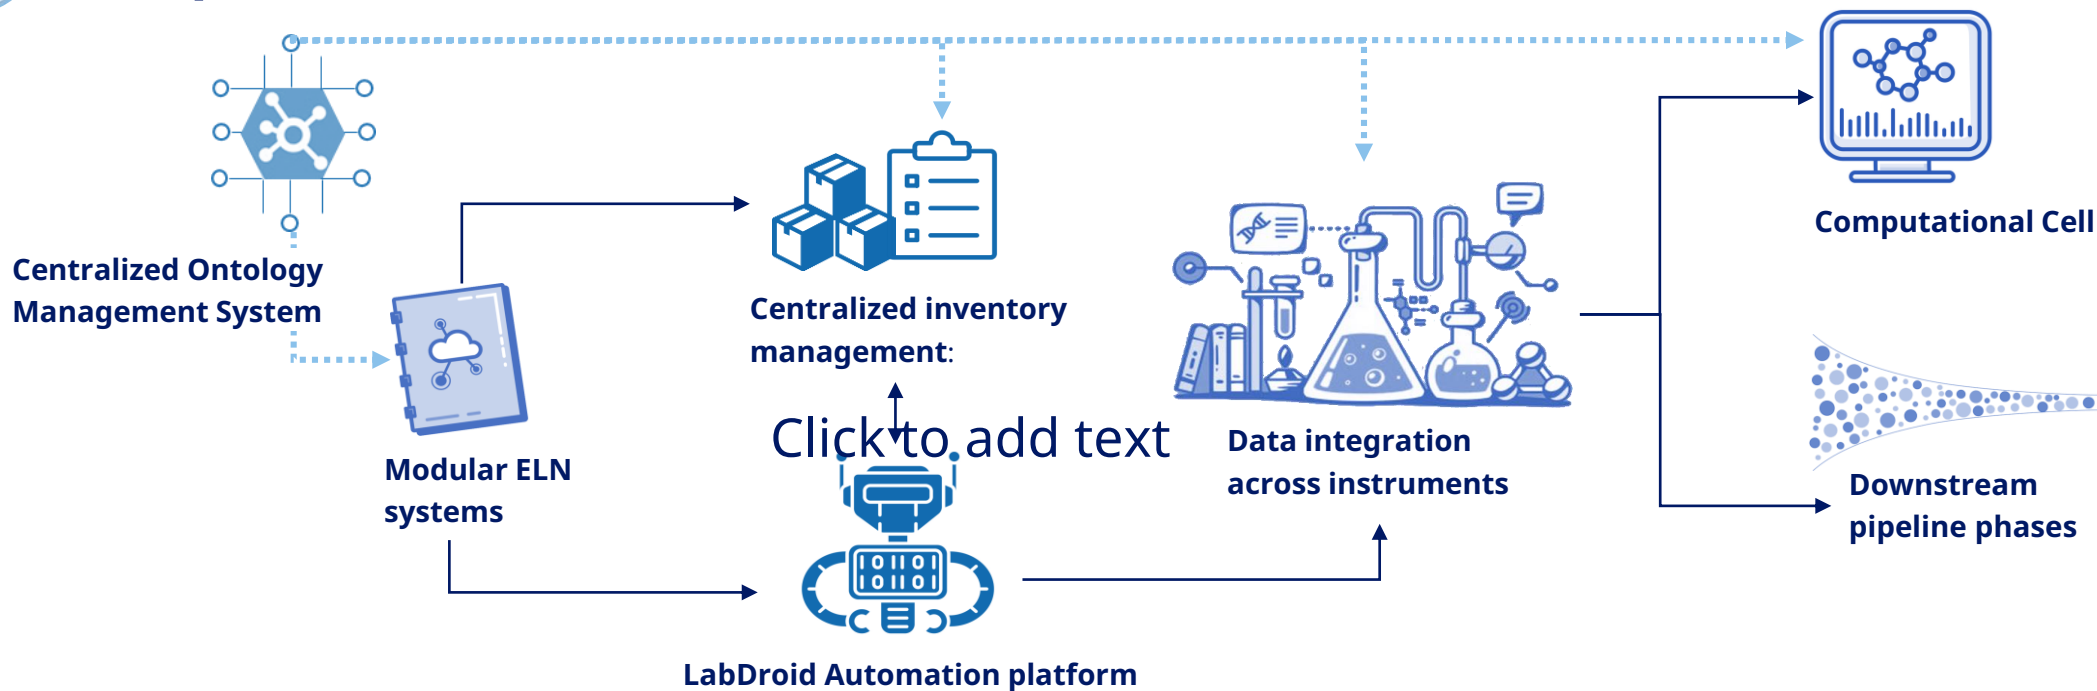 Centralized Ontology
Management System
Modular ELN
systems
Centralized inventory
management:
Click to add text
LabDroid Automation platform
Data integration
across instruments
Computational Cell
Downstream
pipeline phases